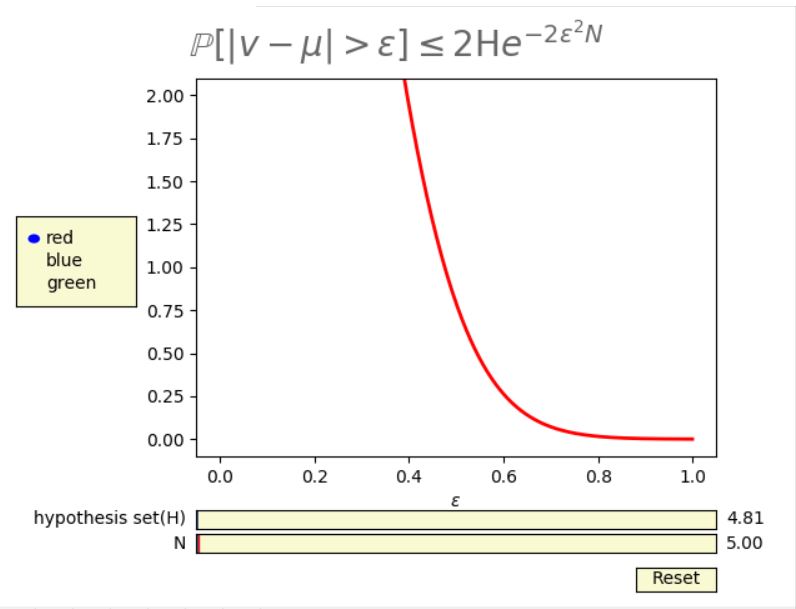 ℙ[|v − μ| > ε] ≤ 2He^{−2ε²N}
2.00
1.75
1.50
1.25
1.00
0.75
0.50
0.25
0.00
red
blue
green
0.0 0.2 0.4 0.6 0.8 1.0
ε
hypothesis set(H) 4.81
N 5.00
Reset